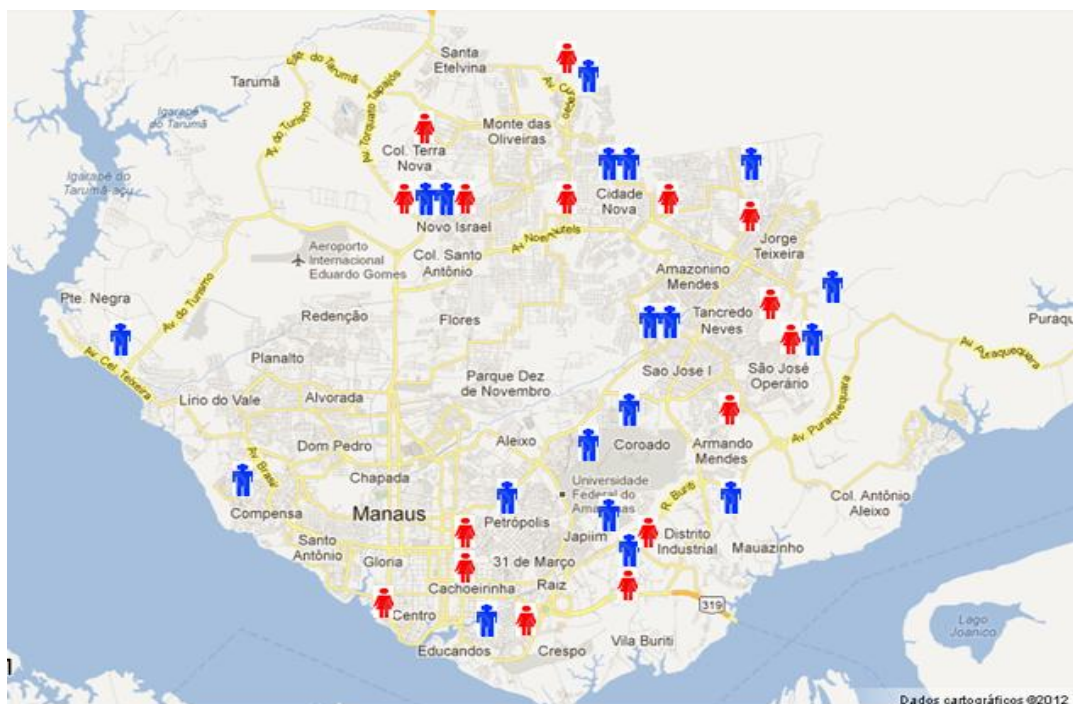 Santa
Etelvina
Tarumã
Estr. do Tarumã
Av. Torquato Tapajós
Av. do Turismo
Igarapé
do Tarumã
Igarapé do
Tarumã-açu
Monte das
Oliveiras
Col. Terra
Nova
Cidade
Nova
Novo Israel
Av. Noel Nutels
Jorge
Teixeira
Col. Santo
Antônio
Aeroporto
Internacional
Eduardo Gomes
Amazonino
Mendes
Pte. Negra
Av. do Turismo
Redenção
Flores
Tancredo
Neves
Puraq
Av. Puraquequara
Av. Cel Teixeira
Planalto
Parque Dez
de Novembro
Sao Jose I
São José
Operário
Lirio do Vale
Alvorada
Av. Puraquequara
Dom Pedro
Aleixo
Coroado
Armando
Mendes
Av. Brasil
Chapada
Universidade
Federal do
Amazonas
R. Buriti
Col. Antônio
Aleixo
Compensa
Manaus
Petrópolis
Santo
Antônio
Gloria
31 de Março
Japiim
Distrito
Industrial
Mauazinho
Cachoeirinha
Raiz
Centro
319
Lago
Joanico
Educandos
Crespo
Vila Buriti
Dados cartográficos ©2012